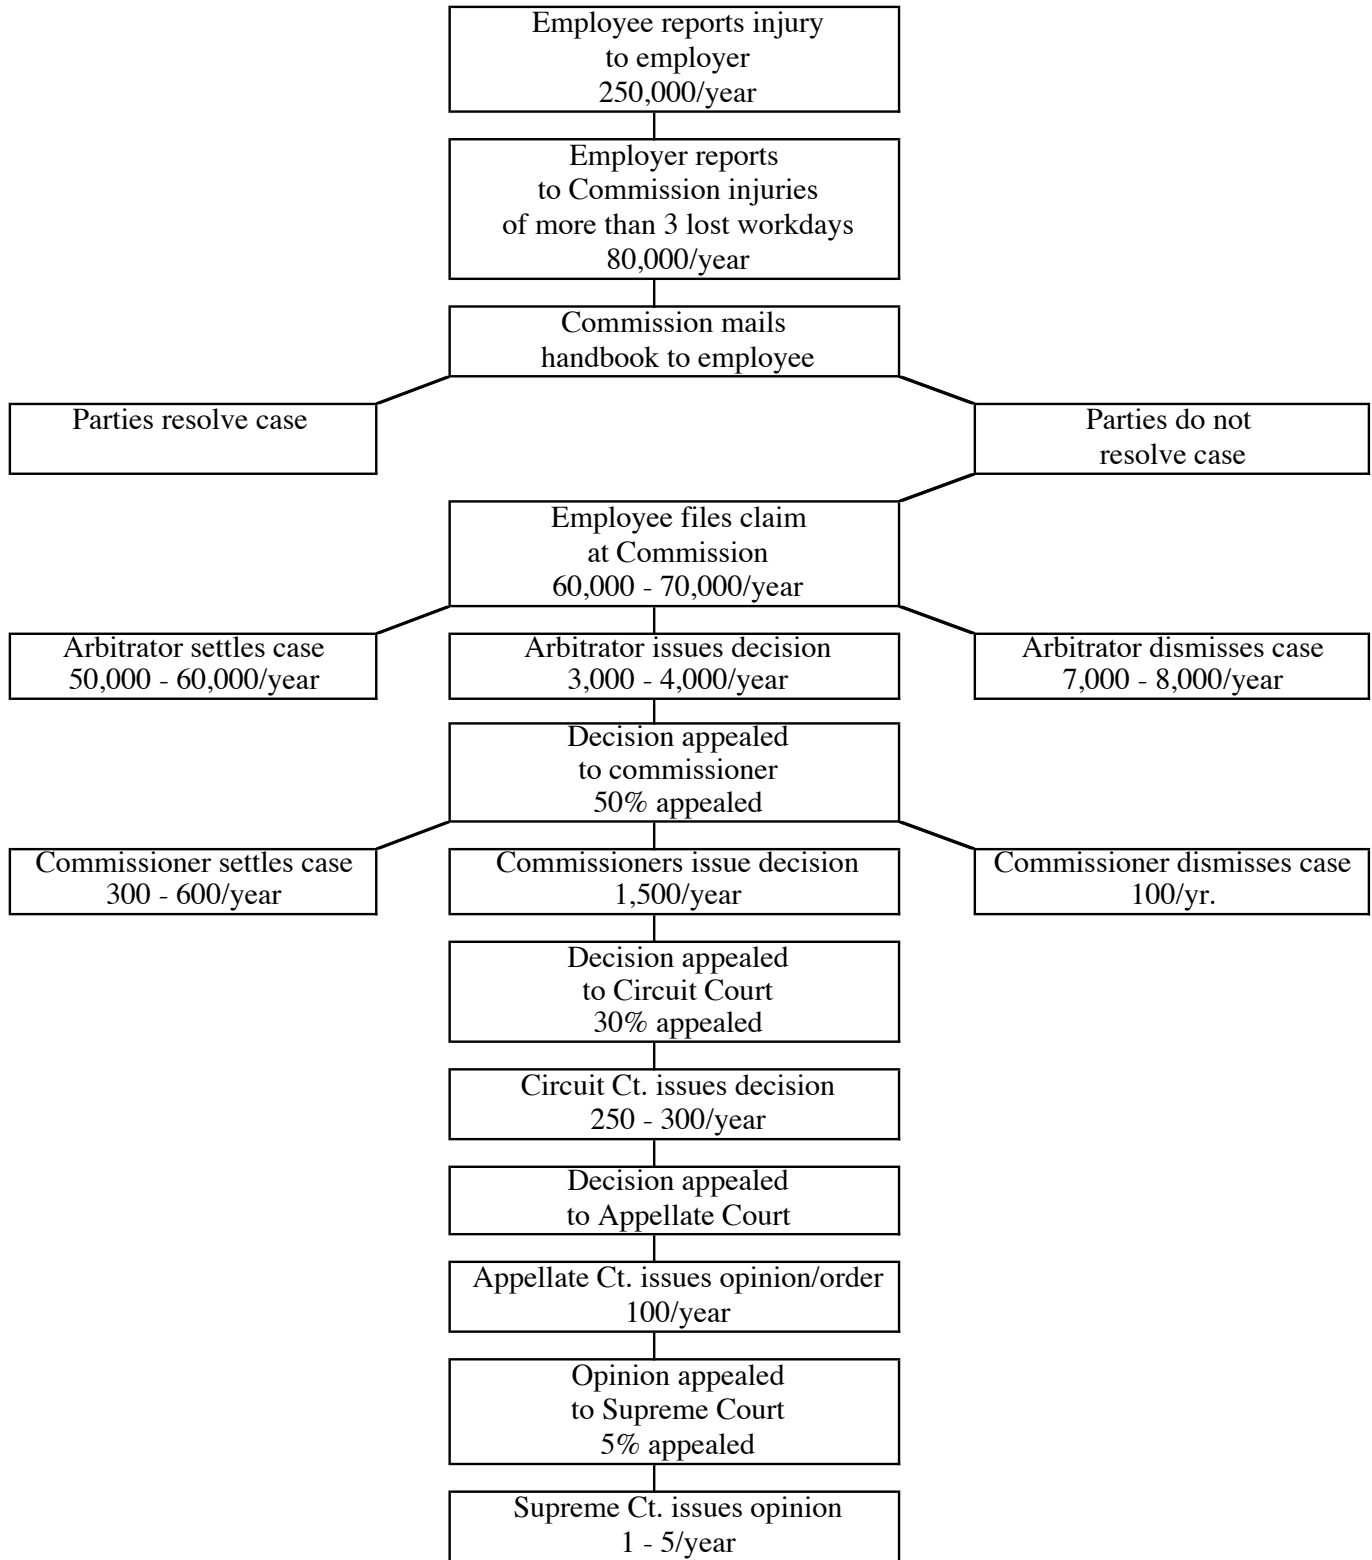 Employee reports injury
to employer
250,000/year
Employer reports
to Commission injuries
of more than 3 lost workdays
80,000/year
Commission mails
handbook to employee
Parties resolve case
Parties do not
resolve case
Employee files claim
at Commission
60,000 - 70,000/year
Arbitrator settles case
50,000 - 60,000/year
Arbitrator issues decision
3,000 - 4,000/year
Arbitrator dismisses case
7,000 - 8,000/year
Decision appealed
to commissioner
50% appealed
Commissioner settles case
300 - 600/year
Commissioners issue decision
1,500/year
Commissioner dismisses case
100/yr.
Decision appealed
to Circuit Court
30% appealed
Circuit Ct. issues decision
250 - 300/year
Decision appealed
to Appellate Court
Appellate Ct. issues opinion/order
100/year
Opinion appealed
to Supreme Court
5% appealed
Supreme Ct. issues opinion
1 - 5/year